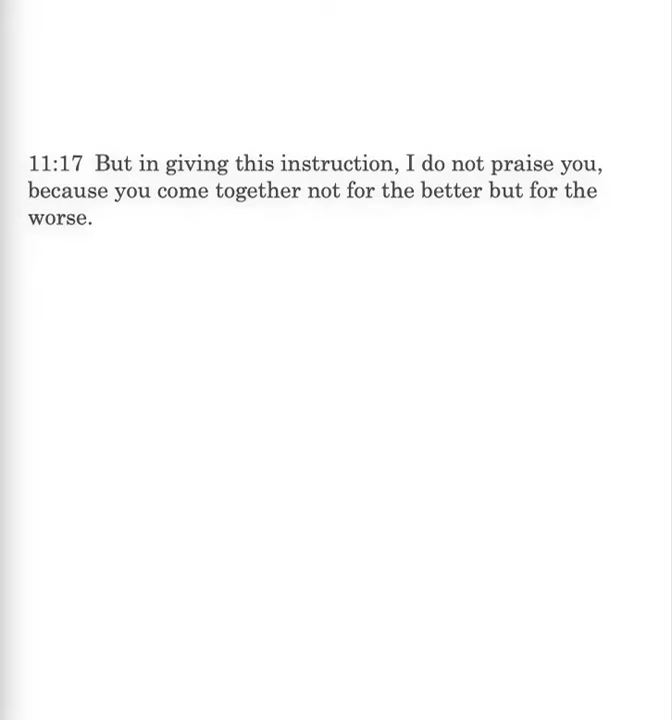 11:17 But in giving this instruction, I do not praise you,
because you come together not for the better but for the
worse.